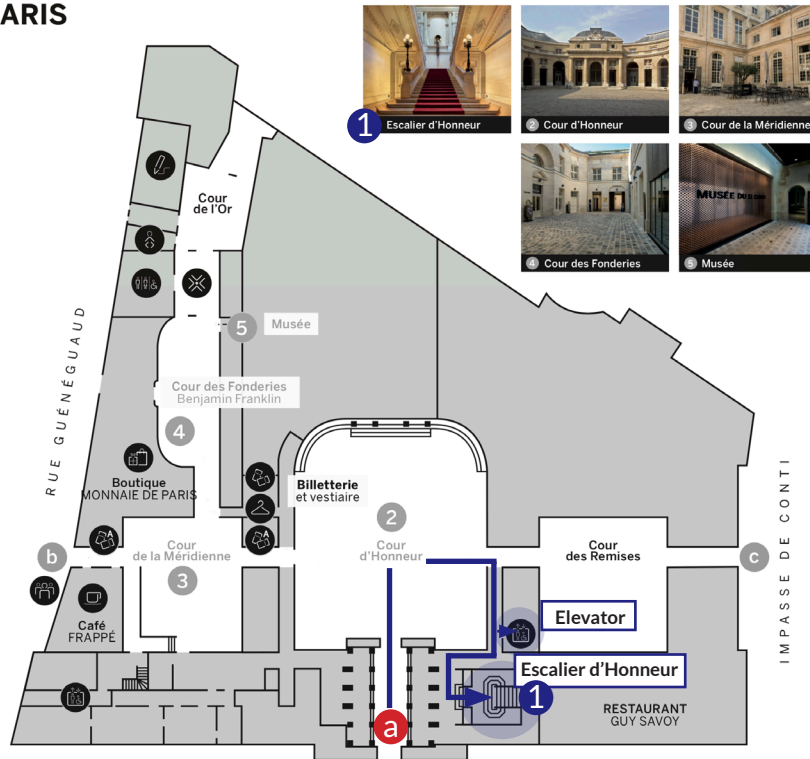 ARIS
1 Escalier d’Honneur
2 Cour d’Honneur
3 Cour de la Méridienne
4 Cour des Fonderies
MUSÉE DU
5 Musée
Cour
de l’Or
5 Musée
Cour des Fonderies
Benjamin Franklin
4
RUE GUÉNÉGUAUD
Boutique
MONNAIE DE PARIS
Billetterie
et vestiaire
2
Cour
d’Honneur
A
A
b
Cour
de la Méridienne
3
Cour
des Remises
c
IMPASSE DE CONTI
Café
FRAPPÉ
Elevator
Escalier d’Honneur
1
RESTAURANT
GUY SAVOY
a